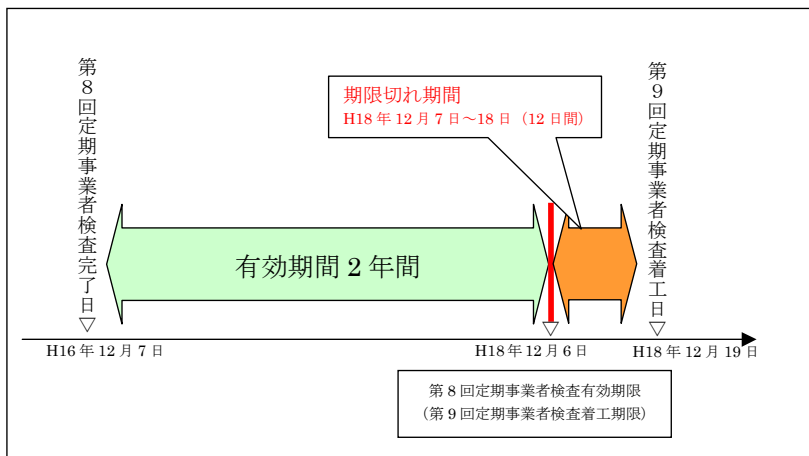 第8回定期事業者検査完了日▽
期限切れ期間
H18年12月7日～18日（12日間）
第9回定期事業者検査着工日▽
有効期間2年間
▽
H16年12月7日
H18年12月6日
H18年12月19日
第8回定期事業者検査有効期限
（第9回定期事業者検査着工期限）